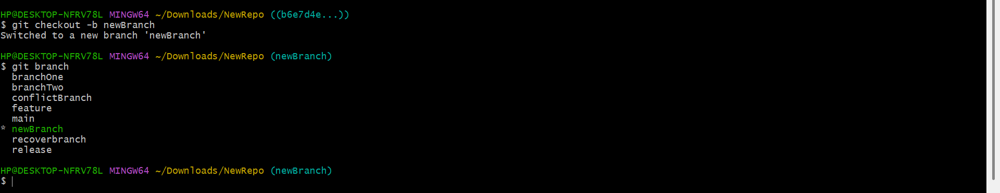 HP@DESKTOP-NFRV78L MINGW64 ~/Downloads/NewRepo ((b6e7d4e...))
$ git checkout -b newBranch
Switched to a new branch 'newBranch'
HP@DESKTOP-NFRV78L MINGW64 ~/Downloads/NewRepo (newBranch)
$ git branch
  branchOne
  branchTwo
  conflictBranch
  feature
  main
* newBranch
  recoverbranch
  release
HP@DESKTOP-NFRV78L MINGW64 ~/Downloads/NewRepo (newBranch)
$